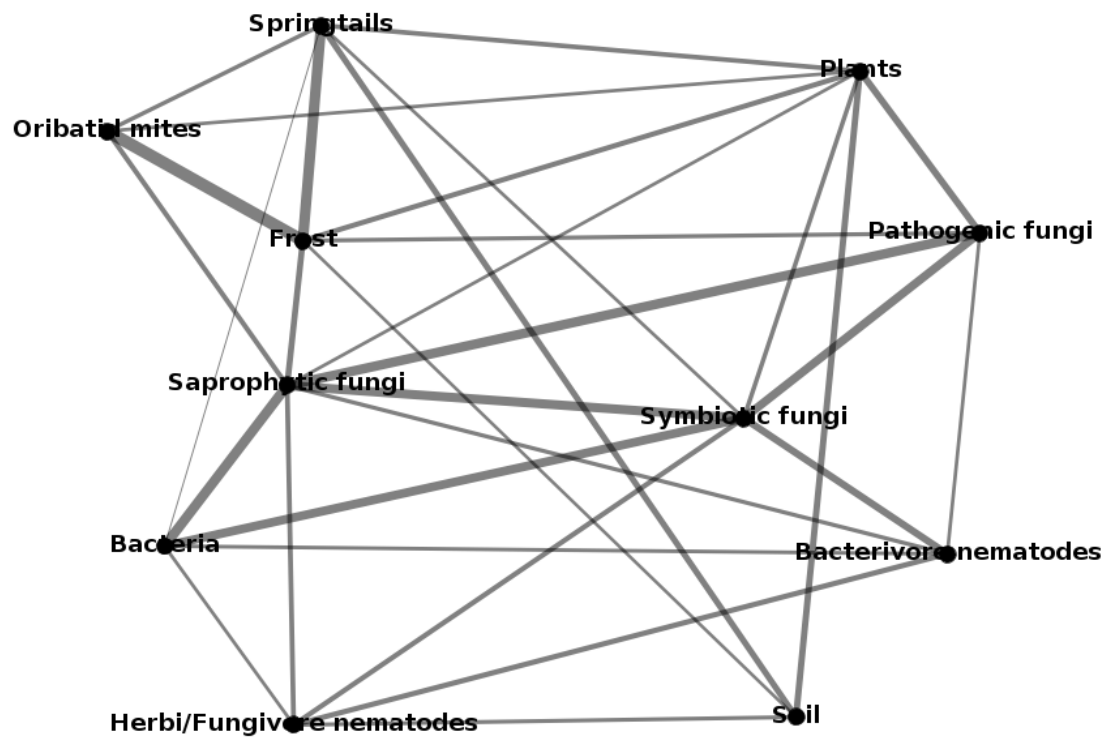 Springtails
Plants
Oribatid mites
Pathogenic fungi
Frost
Saprophotic fungi
Symbiotic fungi
Bacteria
Bacterivore nematodes
Soil
Herbi/Fungivore nematodes